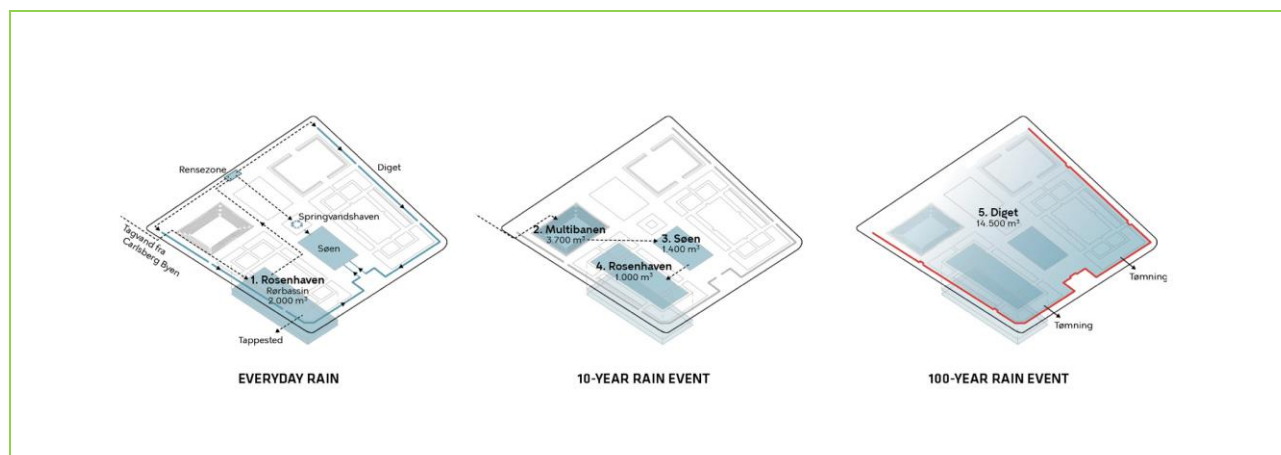 Rensezone
Diget
Springvandshaven
Søen
Tagvand fra
Carlsberg Byen
1. Rosenhaven
Rørbassin
2.000 m³
Tappested
EVERYDAY RAIN
2. Multibanen
3.700 m³
3. Søen
1.400 m³
4. Rosenhaven
1.000 m³
10-YEAR RAIN EVENT
5. Diget
14.500 m³
Tømning
Tømning
100-YEAR RAIN EVENT